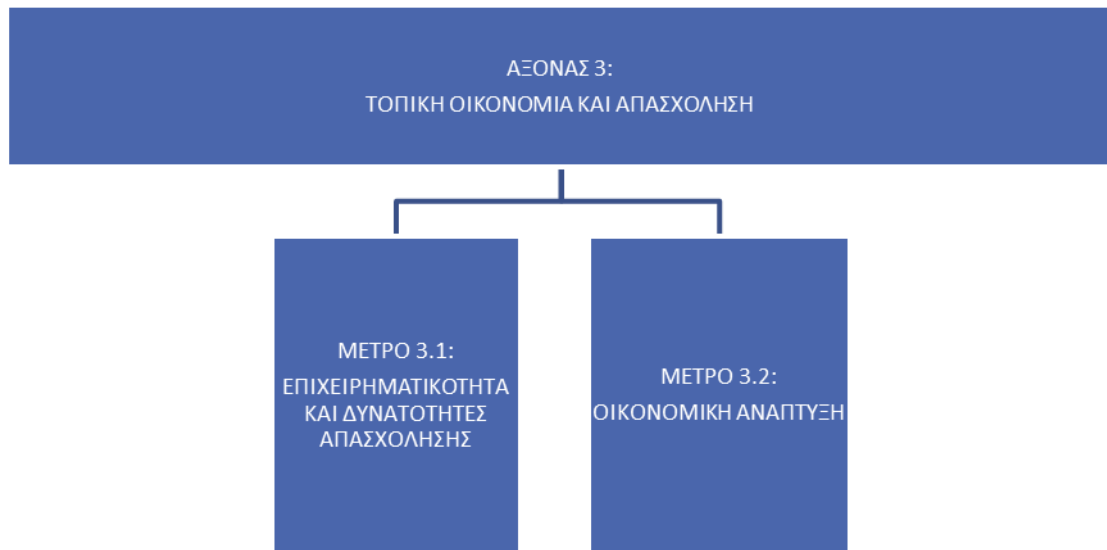 ΑΞΟΝΑΣ 3:
ΤΟΠΙΚΗ ΟΙΚΟΝΟΜΙΑ ΚΑΙ ΑΠΑΣΧΟΛΗΣΗ
ΜΕΤΡΟ 3.1:
ΕΠΙΧΕΙΡΗΜΑΤΙΚΟΤΗΤΑ
ΚΑΙ ΔΥΝΑΤΟΤΗΤΕΣ
ΑΠΑΣΧΟΛΗΣΗΣ
ΜΕΤΡΟ 3.2:
ΟΙΚΟΝΟΜΙΚΗ ΑΝΑΠΤΥΞΗ